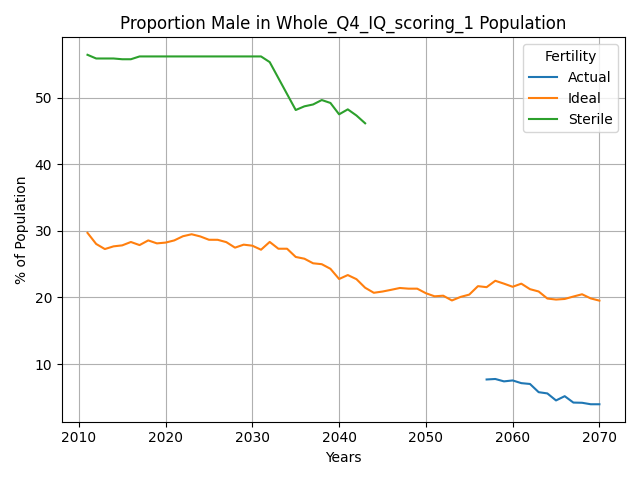 Proportion Male in Whole_Q4_IQ_scoring_1 Population
Fertility
Actual
Ideal
Sterile
% of Population
50
40
30
20
10
2010 2020 2030 2040 2050 2060 2070
Years